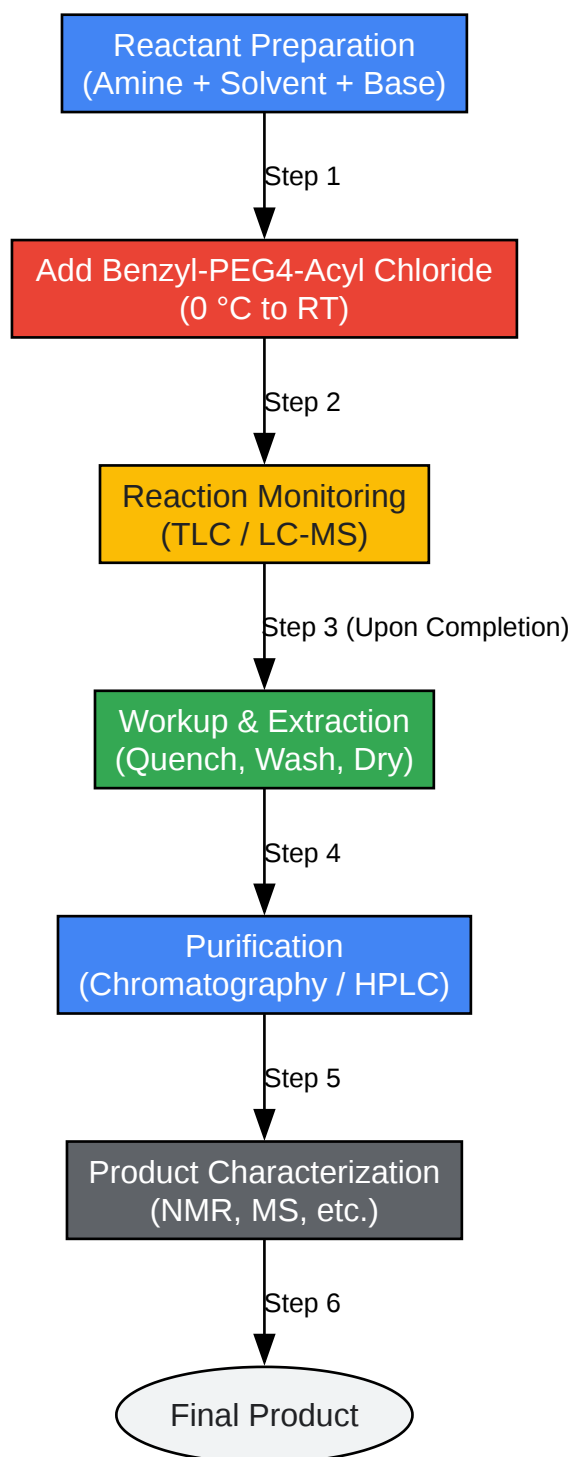 Reactant Preparation
(Amine + Solvent + Base)
Step 1
Add Benzyl-PEG4-Acyl Chloride
(0 °C to RT)
Step 2
Reaction Monitoring
(TLC / LC-MS)
Step 3 (Upon Completion)
Workup & Extraction
(Quench, Wash, Dry)
Step 4
Purification
(Chromatography / HPLC)
Step 5
Product Characterization
(NMR, MS, etc.)
Step 6
Final Product